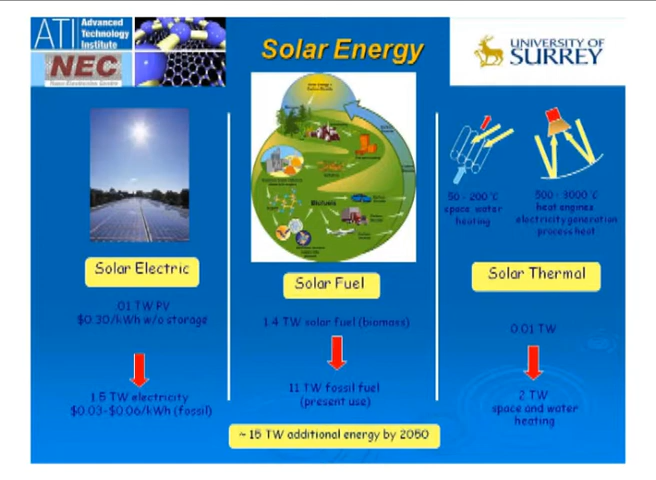 ATI Advanced
Technology
Institute
NEC
Solar Energy
UNIVERSITY OF
SURREY
Biofuels
50 - 200 °C
space water
heating
500 - 3000 °C
heat engines
electricity generation
process heat
Solar Electric
Solar Fuel
Solar Thermal
.01 TW PV
$0.30/kWh w/o storage
1.4 TW solar fuel (biomass)
0.01 TW
1.5 TW electricity
$0.03-$0.06/kWh (fossil)
11 TW fossil fuel
(present use)
2 TW
space and water
heating
~ 15 TW additional energy by 2050